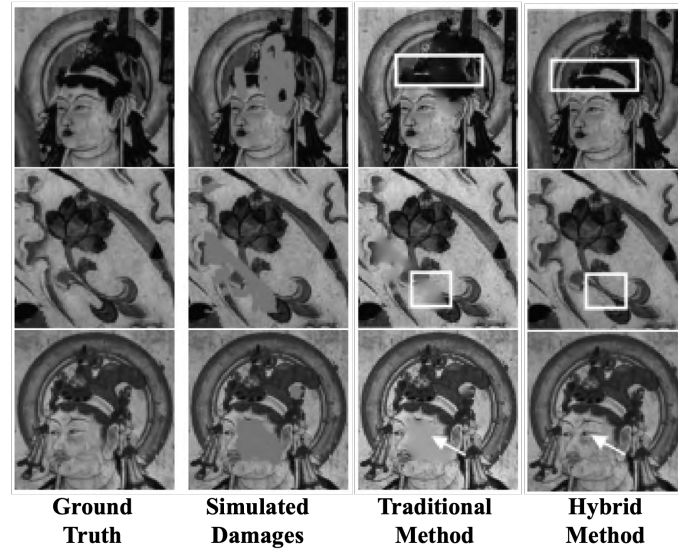 Ground Truth
Simulated Damages
Traditional Method
Hybrid Method